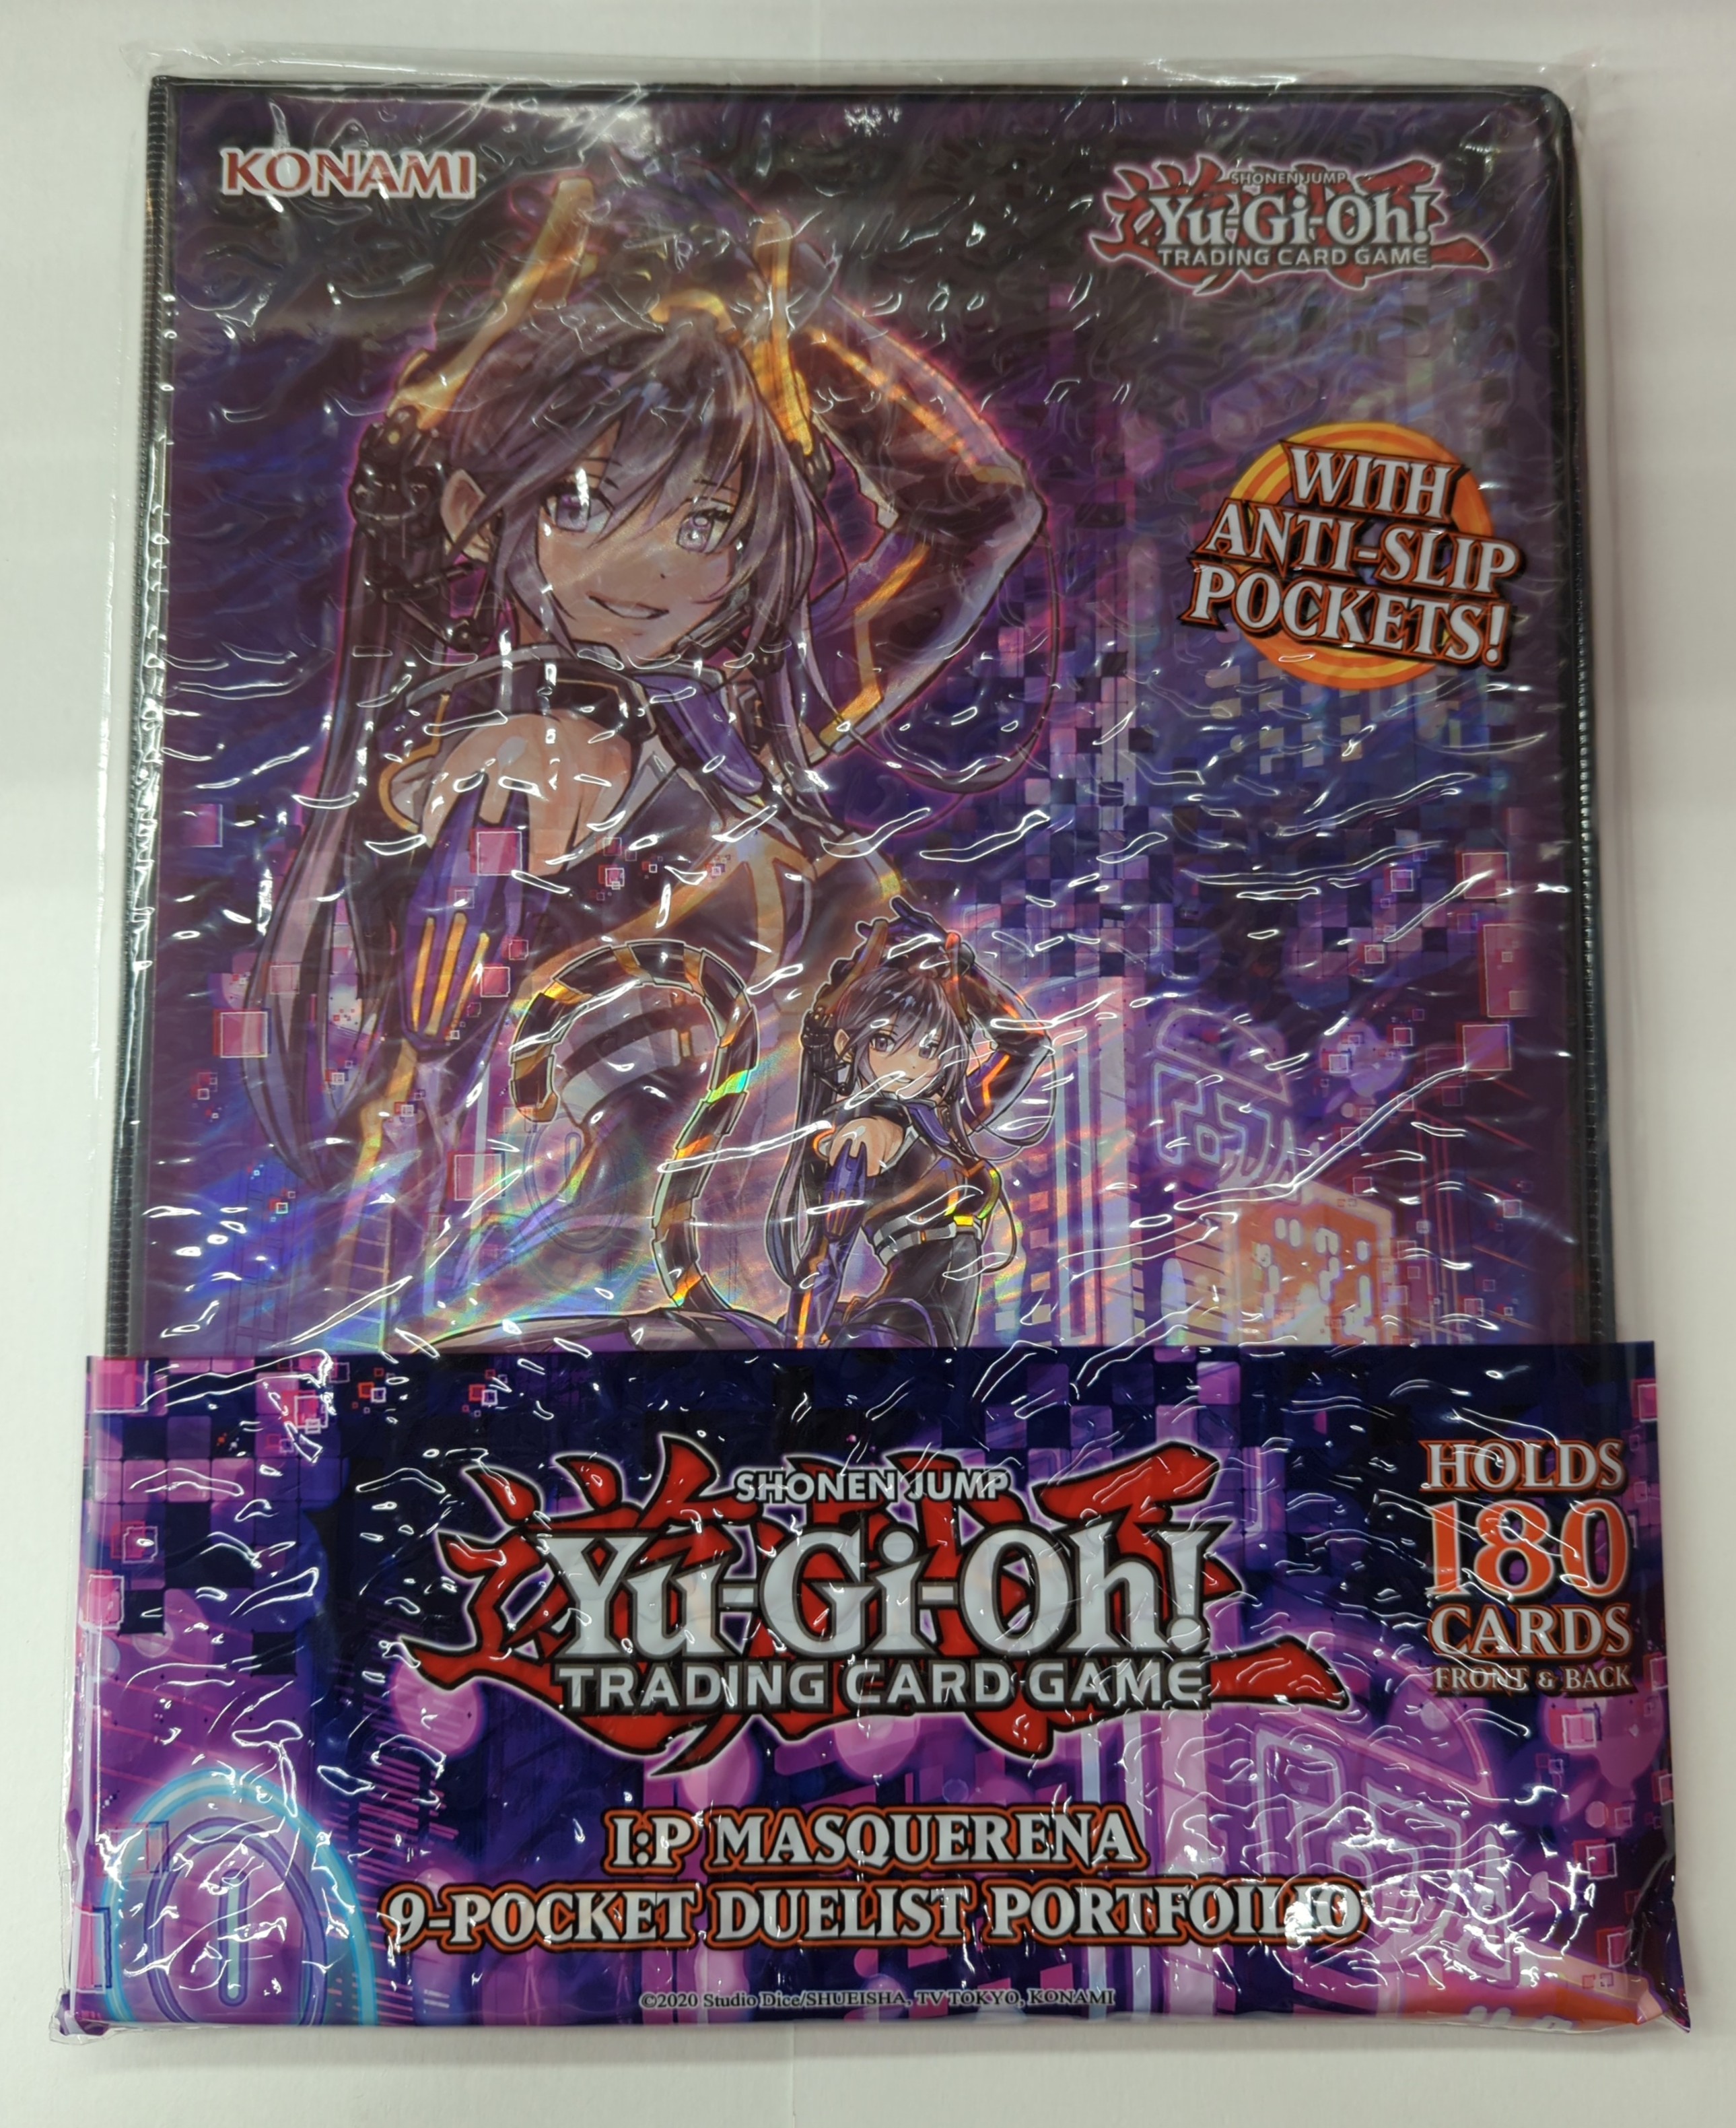 KONAMI
SHONEN JUMP
Yu-Gi-Oh!
TRADING CARD GAME
WITH
ANTI-SLIP
POCKETS!
SHONEN JUMP
Yu-Gi-Oh!
TRADING CARD GAME
HOLDS
180
CARDS
FRONT & BACK
I:P MASQUERENA
9-POCKET DUELIST PORTFOILIO
©2020 Studio Dice/SHUEISHA, TV TOKYO, KONAMI